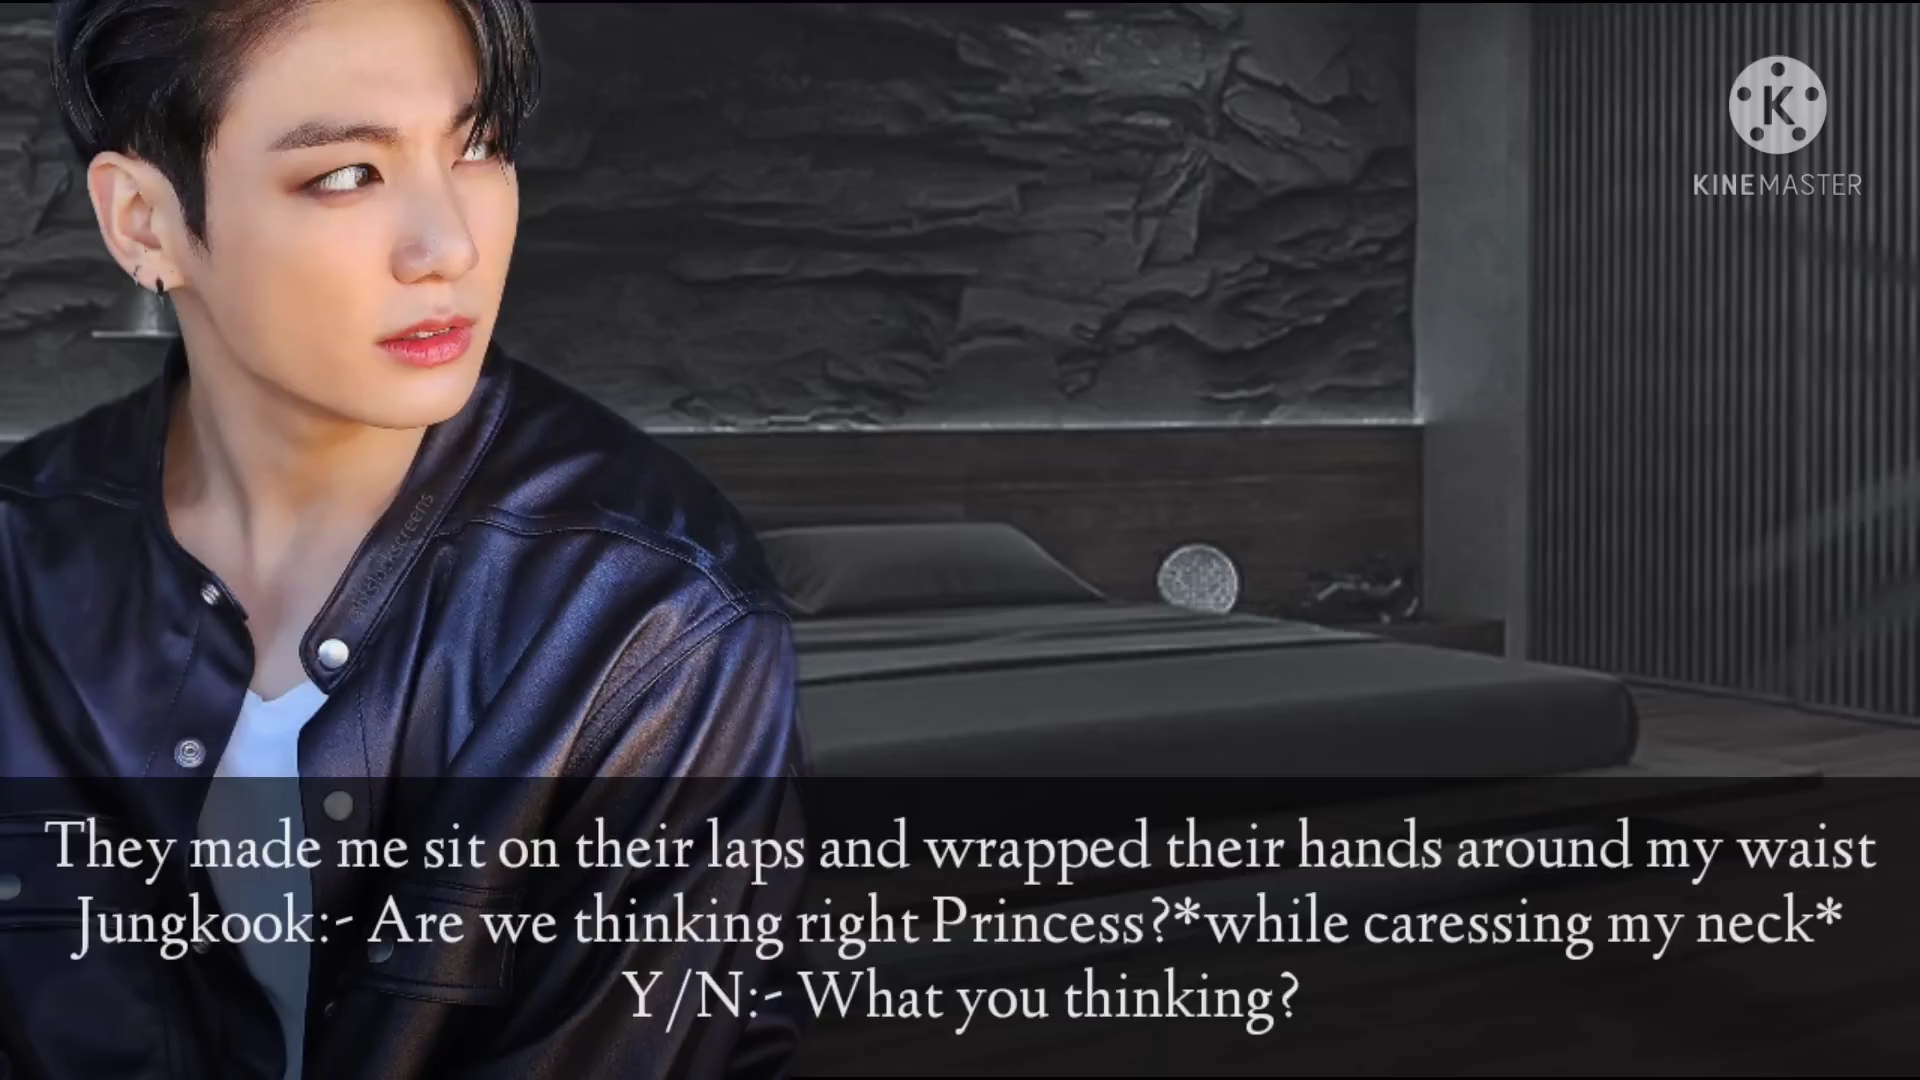 KINEMASTER
They made me sit on their laps and wrapped their hands around my waist
Jungkook:- Are we thinking right Princess?*while caressing my neck*
Y/N:- What you thinking?